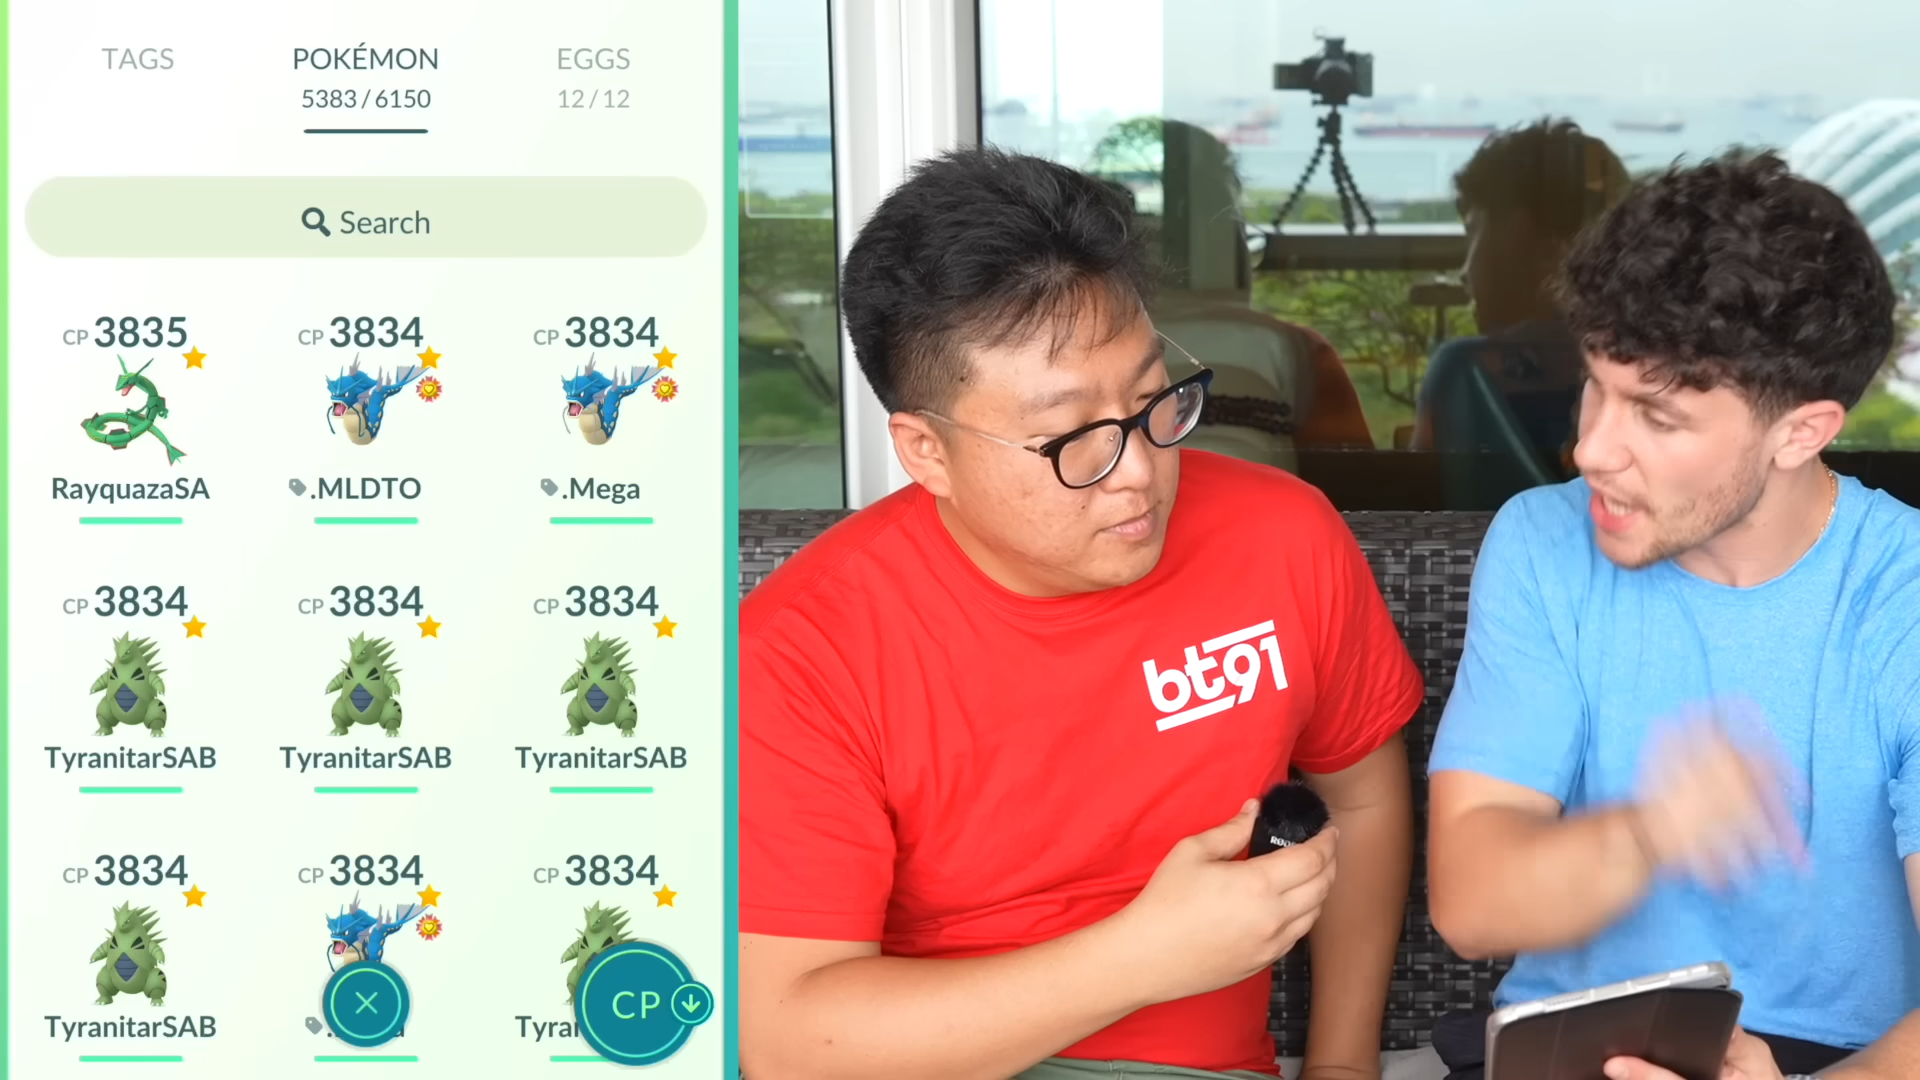 TAGS POKÉMON EGGS
5383 / 6150 12 / 12
Search
CP 3835 CP 3834 CP 3834
RayquazaSA .MLDTO .Mega
CP 3834 CP 3834 CP 3834
TyranitarSAB TyranitarSAB TyranitarSAB
CP 3834 CP 3834 CP 3834
TyranitarSAB
CP
bt91